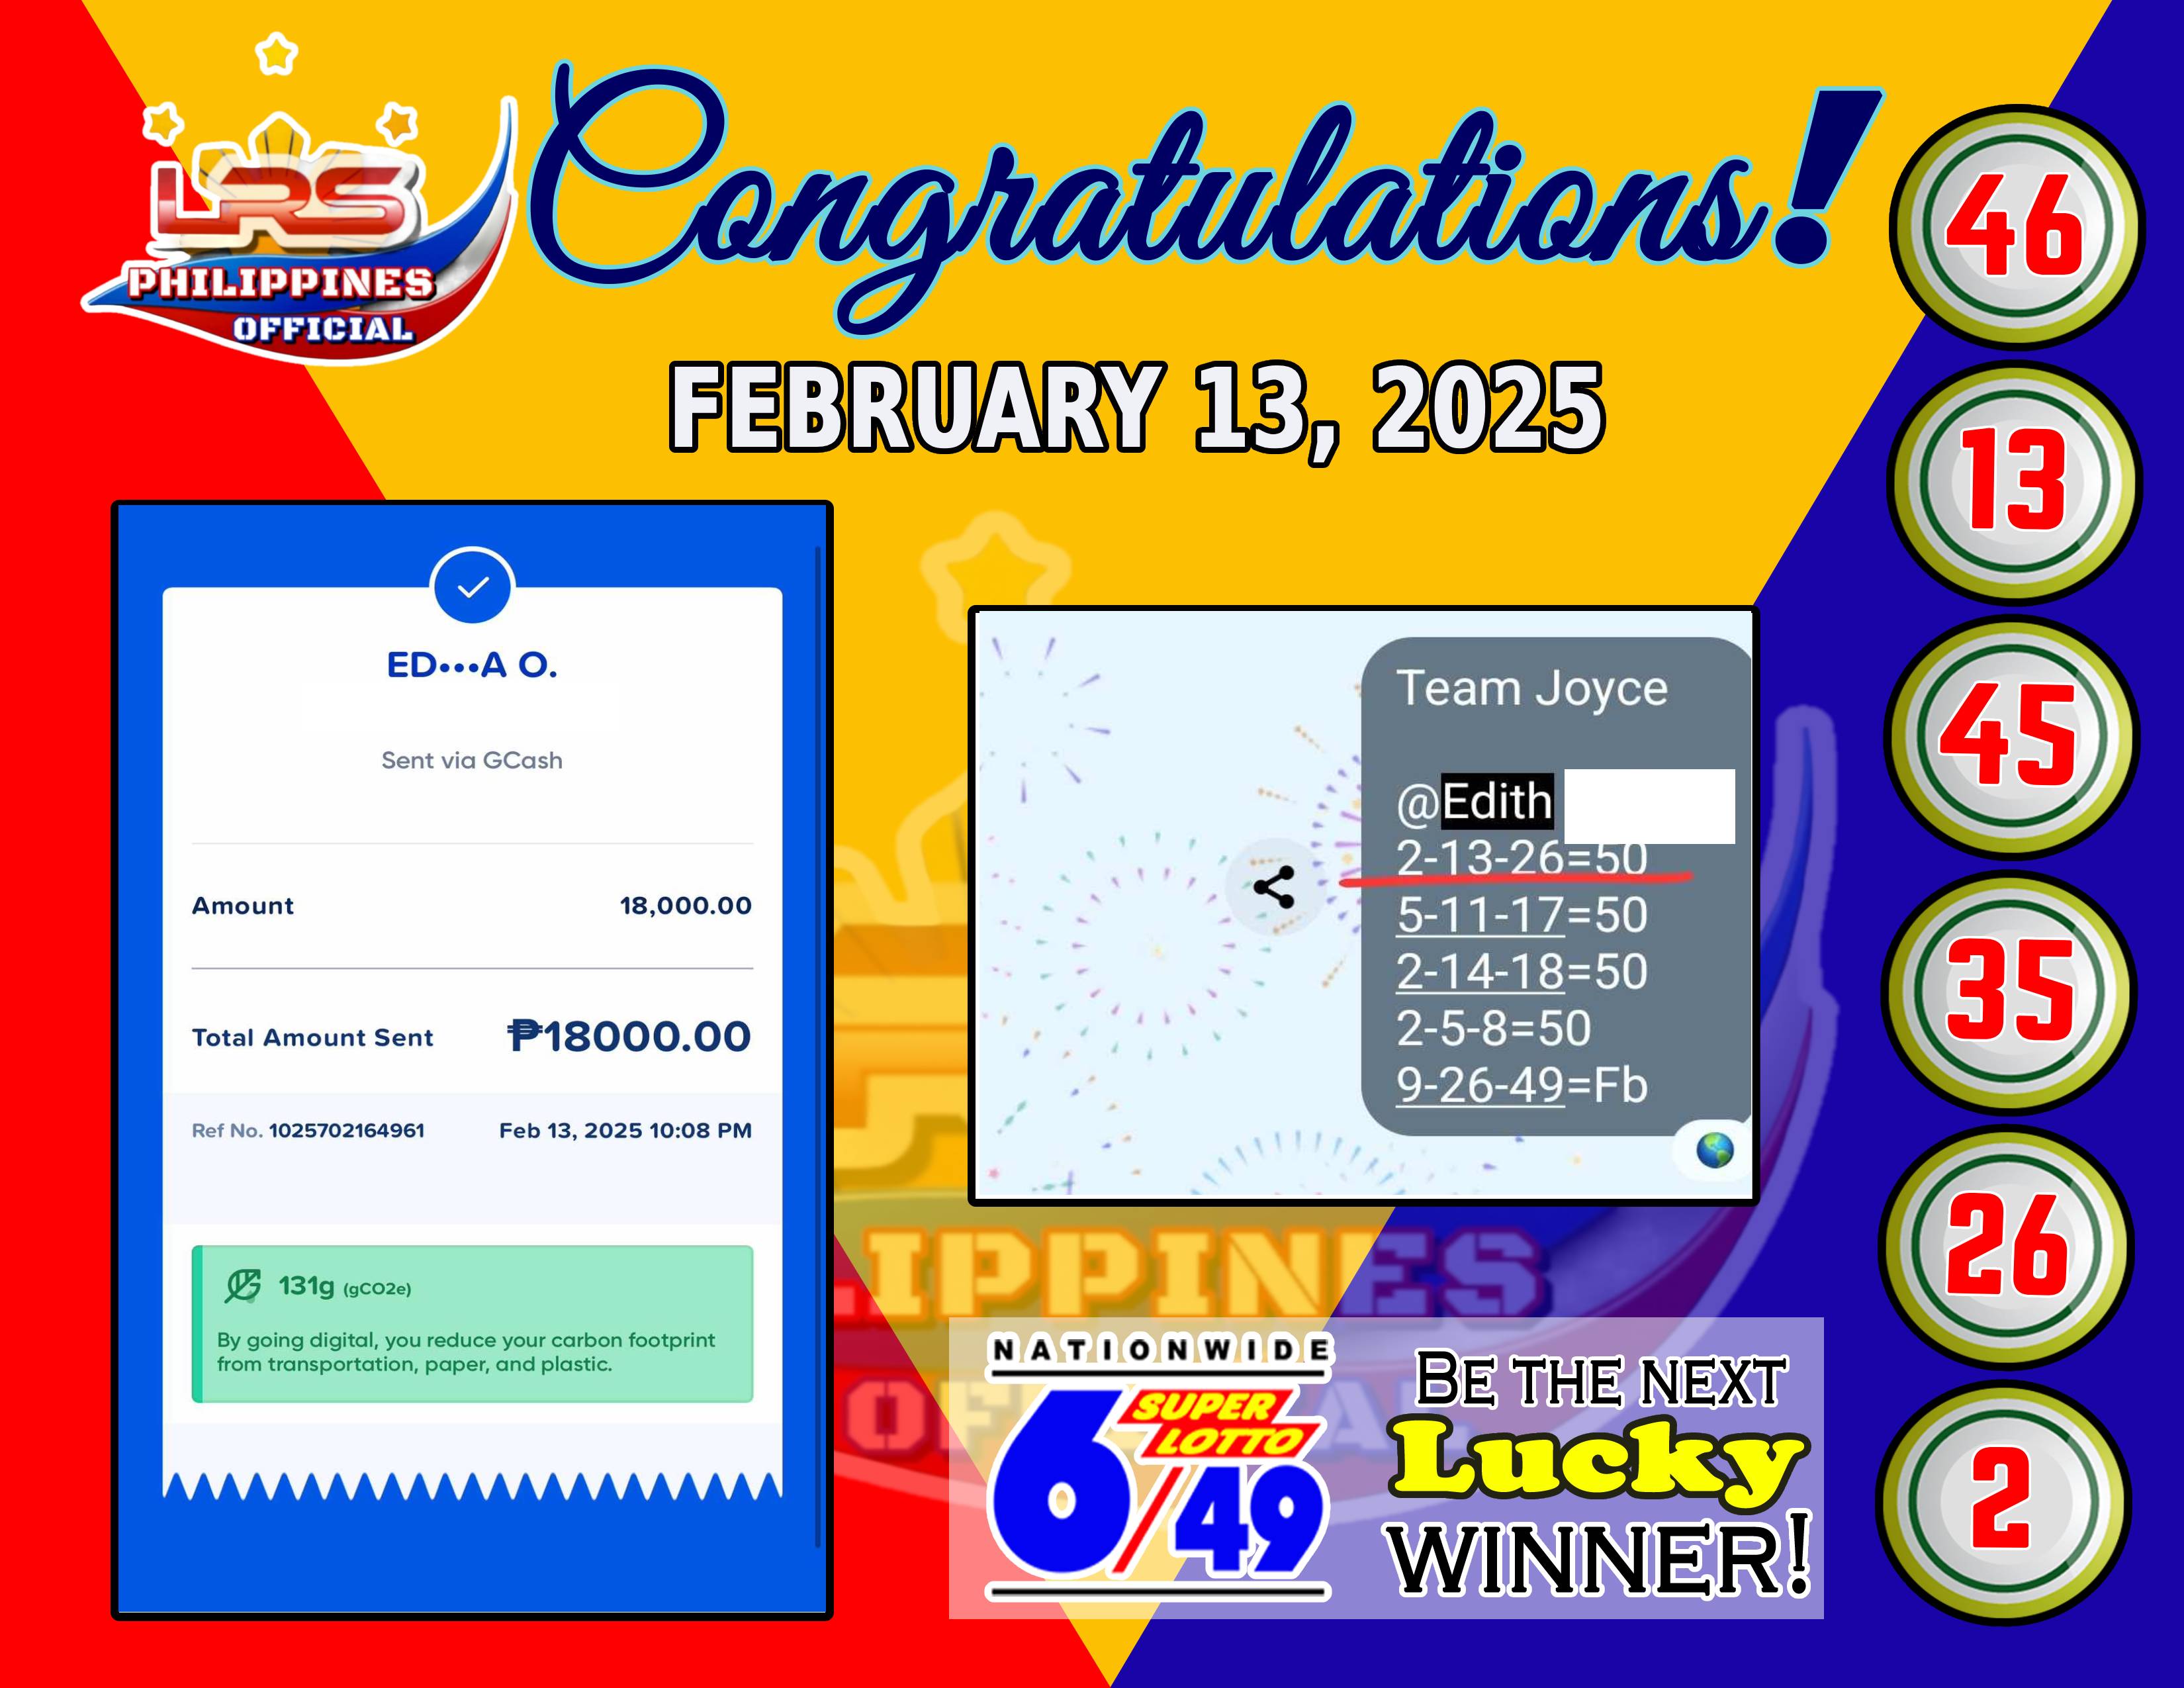 LRS
PHILIPPINES
OFFICIAL
Congratulations!
FEBRUARY 13, 2025
ED•••A O.
Sent via GCash
Amount 18,000.00
Total Amount Sent ₱18000.00
Ref No. 1025702164961 Feb 13, 2025 10:08 PM
131g (gCO2e)
By going digital, you reduce your carbon footprint
from transportation, paper, and plastic.
Team Joyce
@Edith
2-13-26=50
5-11-17=50
2-14-18=50
2-5-8=50
9-26-49=Fb
NATIONWIDE
SUPER
LOTTO
6/49
BE THE NEXT
Lucky
WINNER!
46
13
45
35
26
2